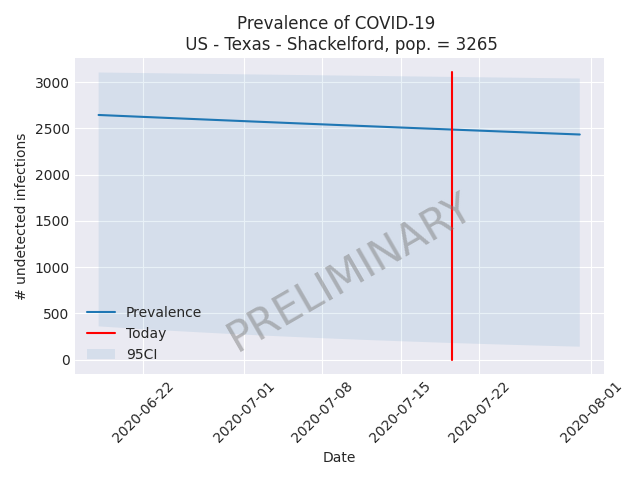 Prevalence of COVID-19
US - Texas - Shackelford, pop. = 3265
# undetected infections
3000
2500
2000
1500
1000
500
0
PRELIMINARY
Prevalence
Today
95CI
2020-06-22
2020-07-01
2020-07-08
2020-07-15
2020-07-22
2020-08-01
Date